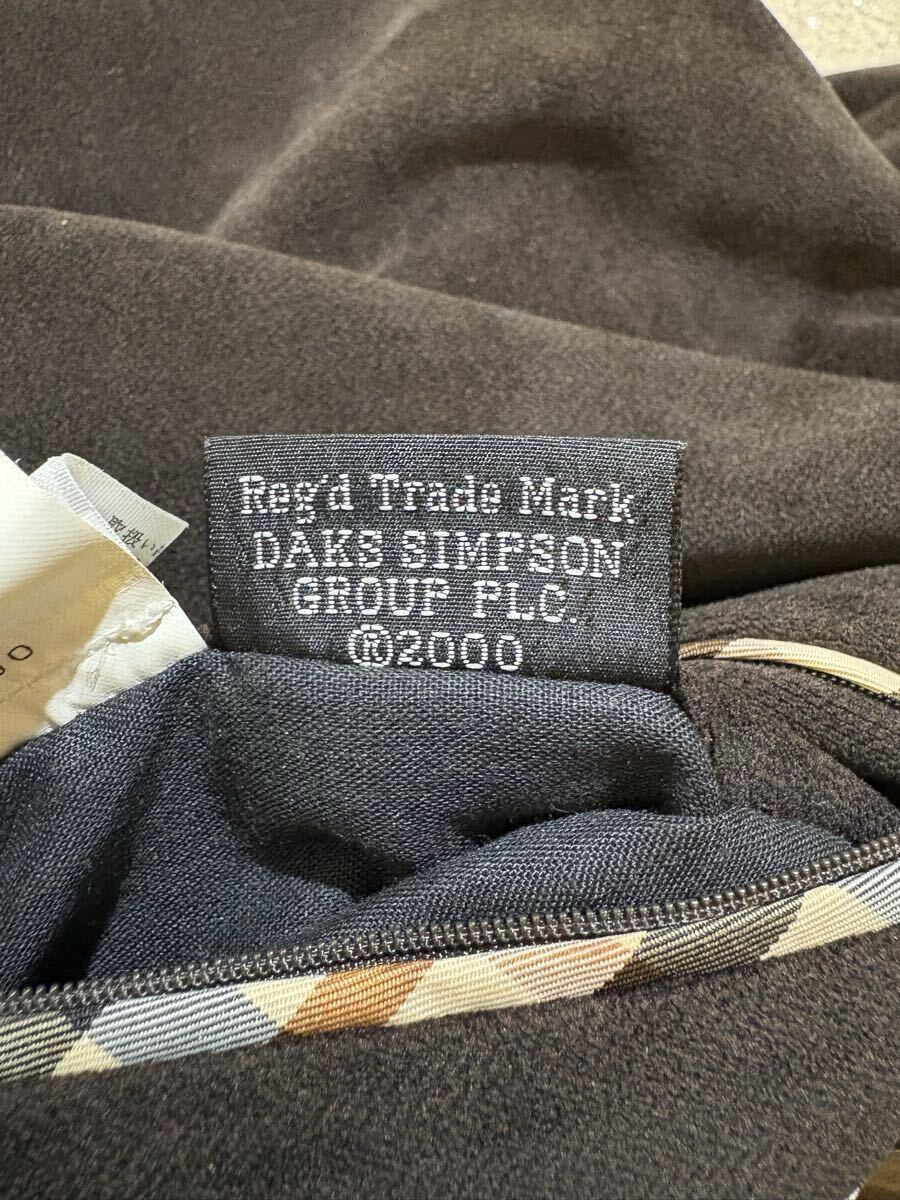 Reg'd Trade Mark
DAKS SIMPSON
GROUP PLC.
®2000